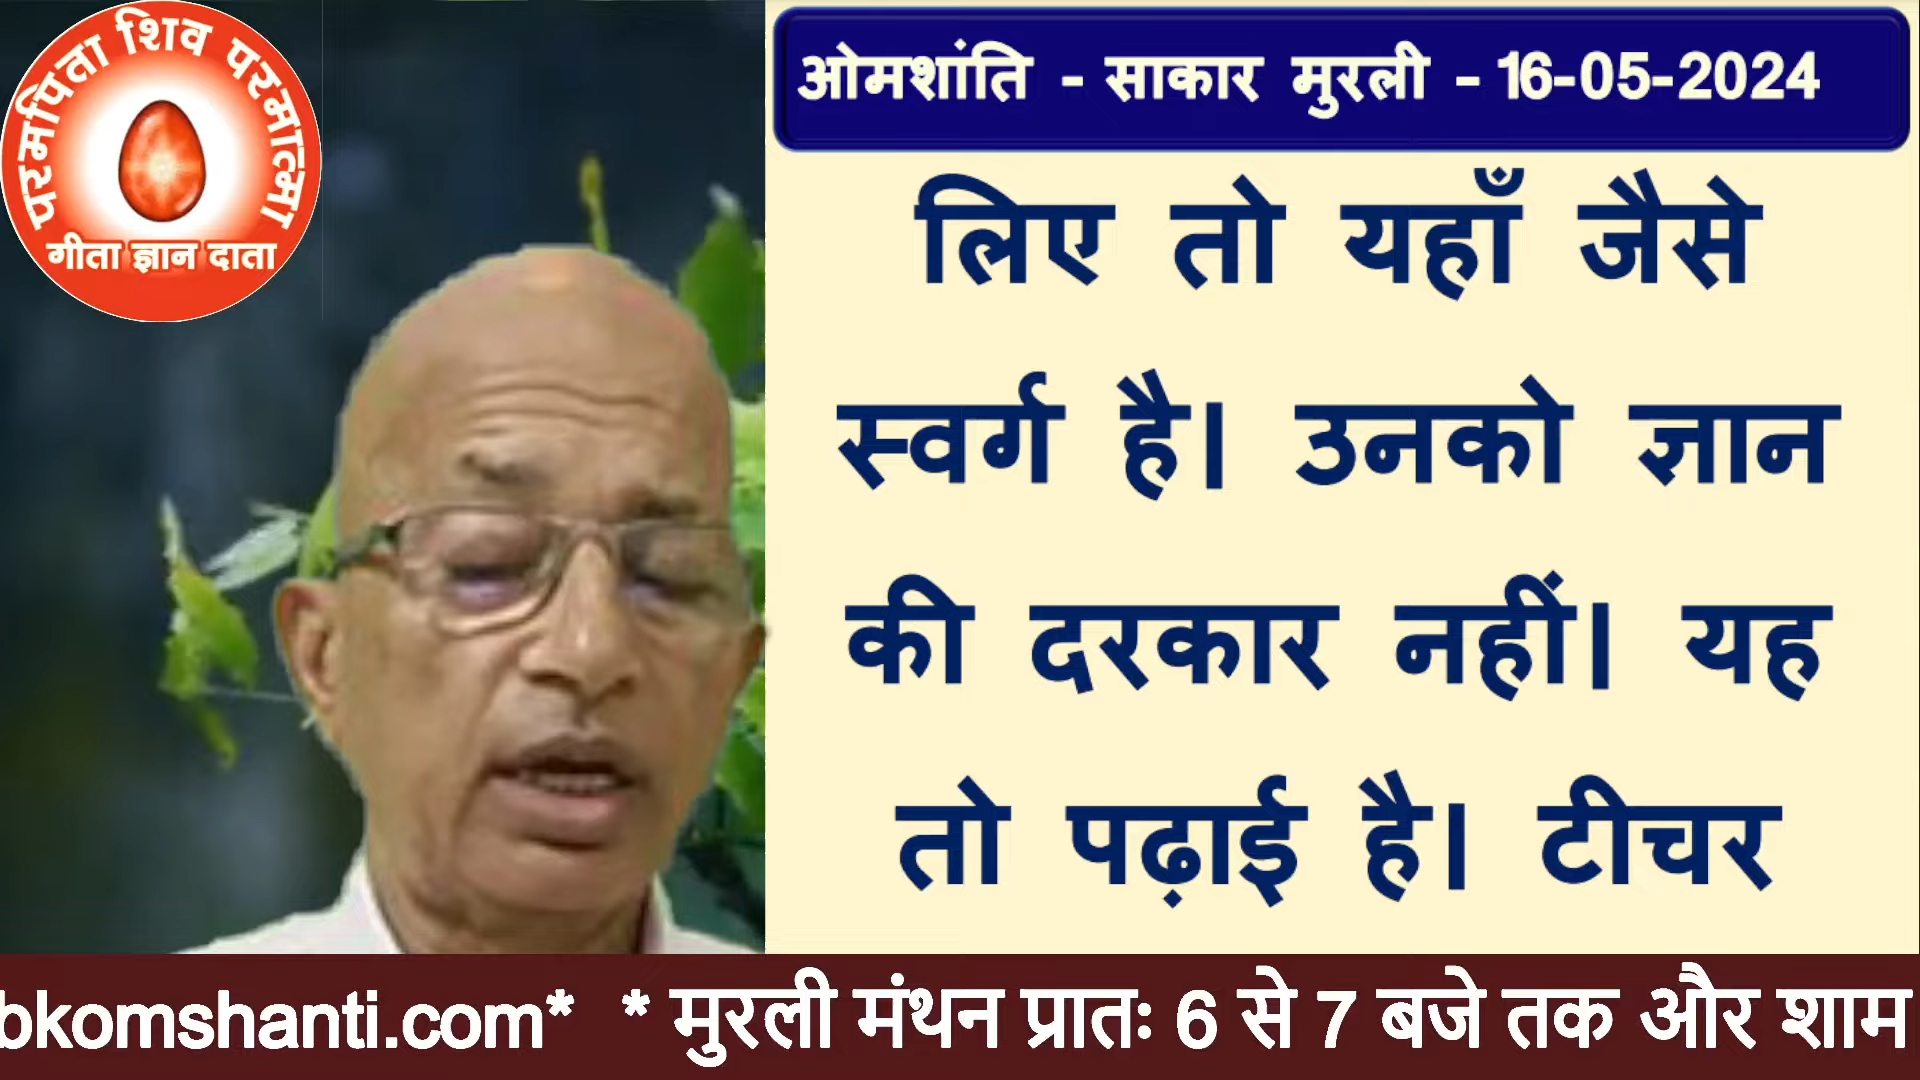 परमपिता शिव परमात्मा
गीता ज्ञान दाता
ओमशांति - साकार मुरली - 16-05-2024
लिए तो यहाँ जैसे
स्वर्ग है। उनको ज्ञान
की दरकार नहीं। यह
तो पढ़ाई है। टीचर
bkomshanti.com* * मुरली मंथन प्रातः 6 से 7 बजे तक और शाम